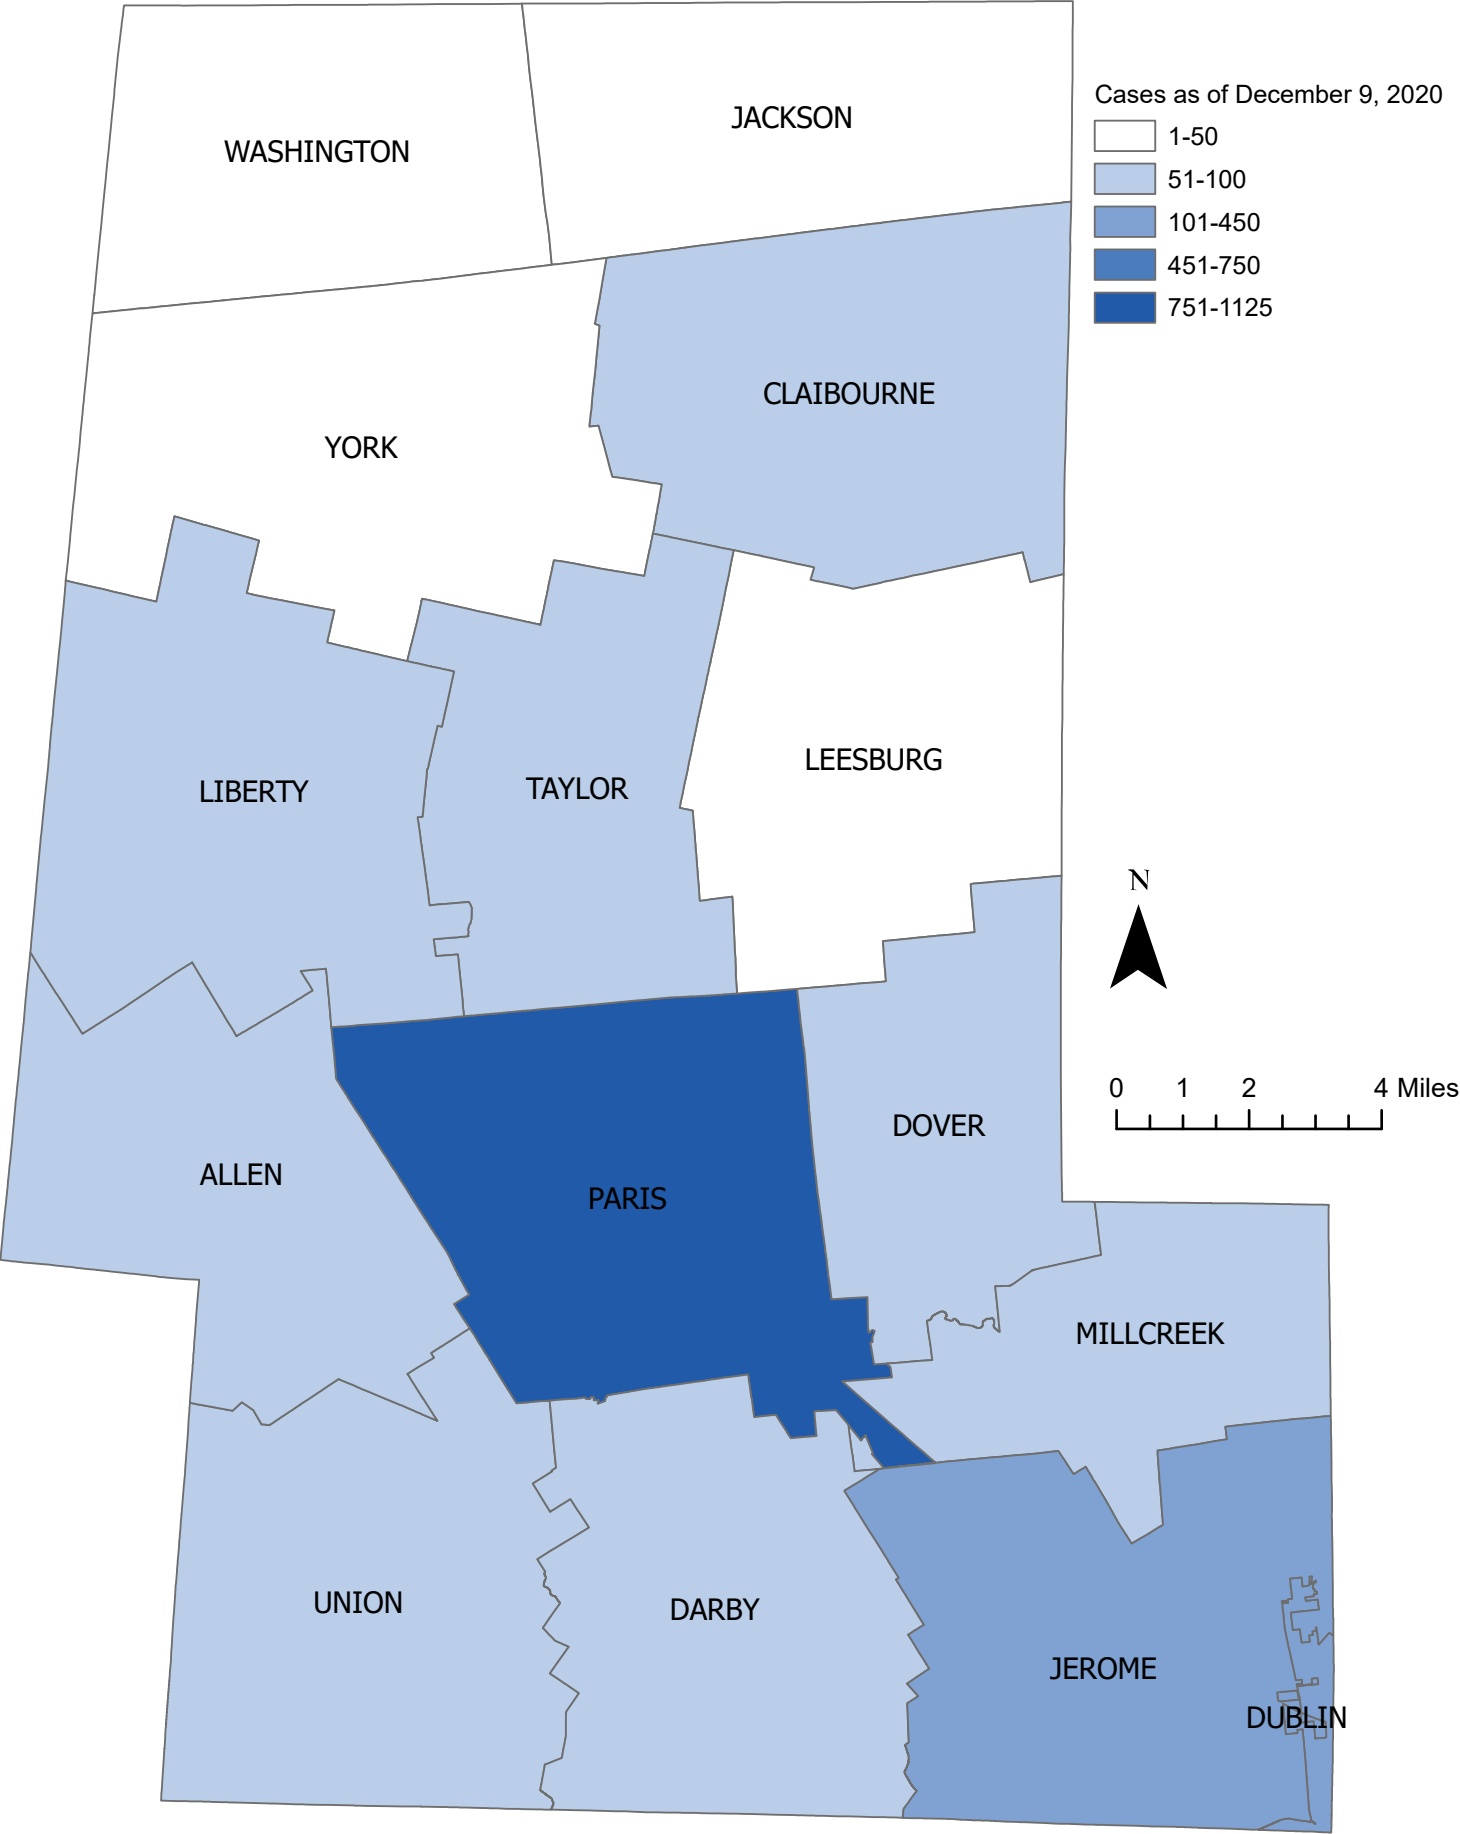 Cases as of December 9, 2020
1-50
51-100
101-450
451-750
751-1125
JACKSON
WASHINGTON
CLAIBOURNE
YORK
LEESBURG
TAYLOR
LIBERTY
N
0 1 2 4 Miles
DOVER
ALLEN
PARIS
MILLCREEK
UNION
DARBY
JEROME
DUBLIN